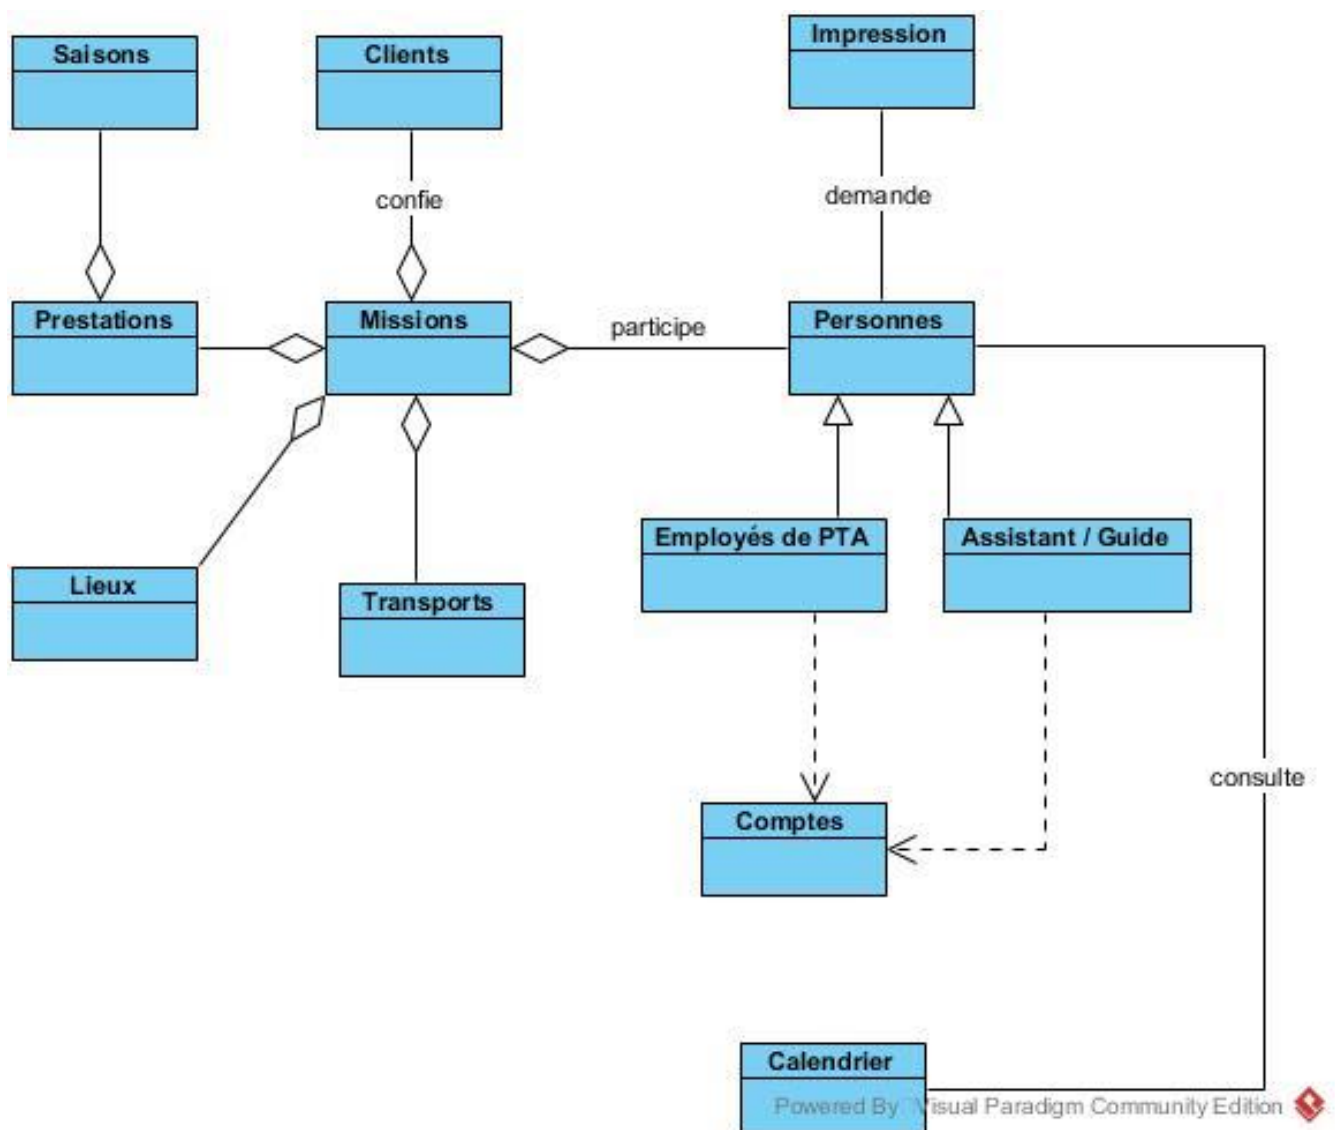 Impression
Saisons
Clients
demande
confie
Prestations
Missions
participe
Personnes
Employés de PTA
Assistant / Guide
Lieux
Transports
consulte
Comptes
Calendrier
Powered By Visual Paradigm Community Edition